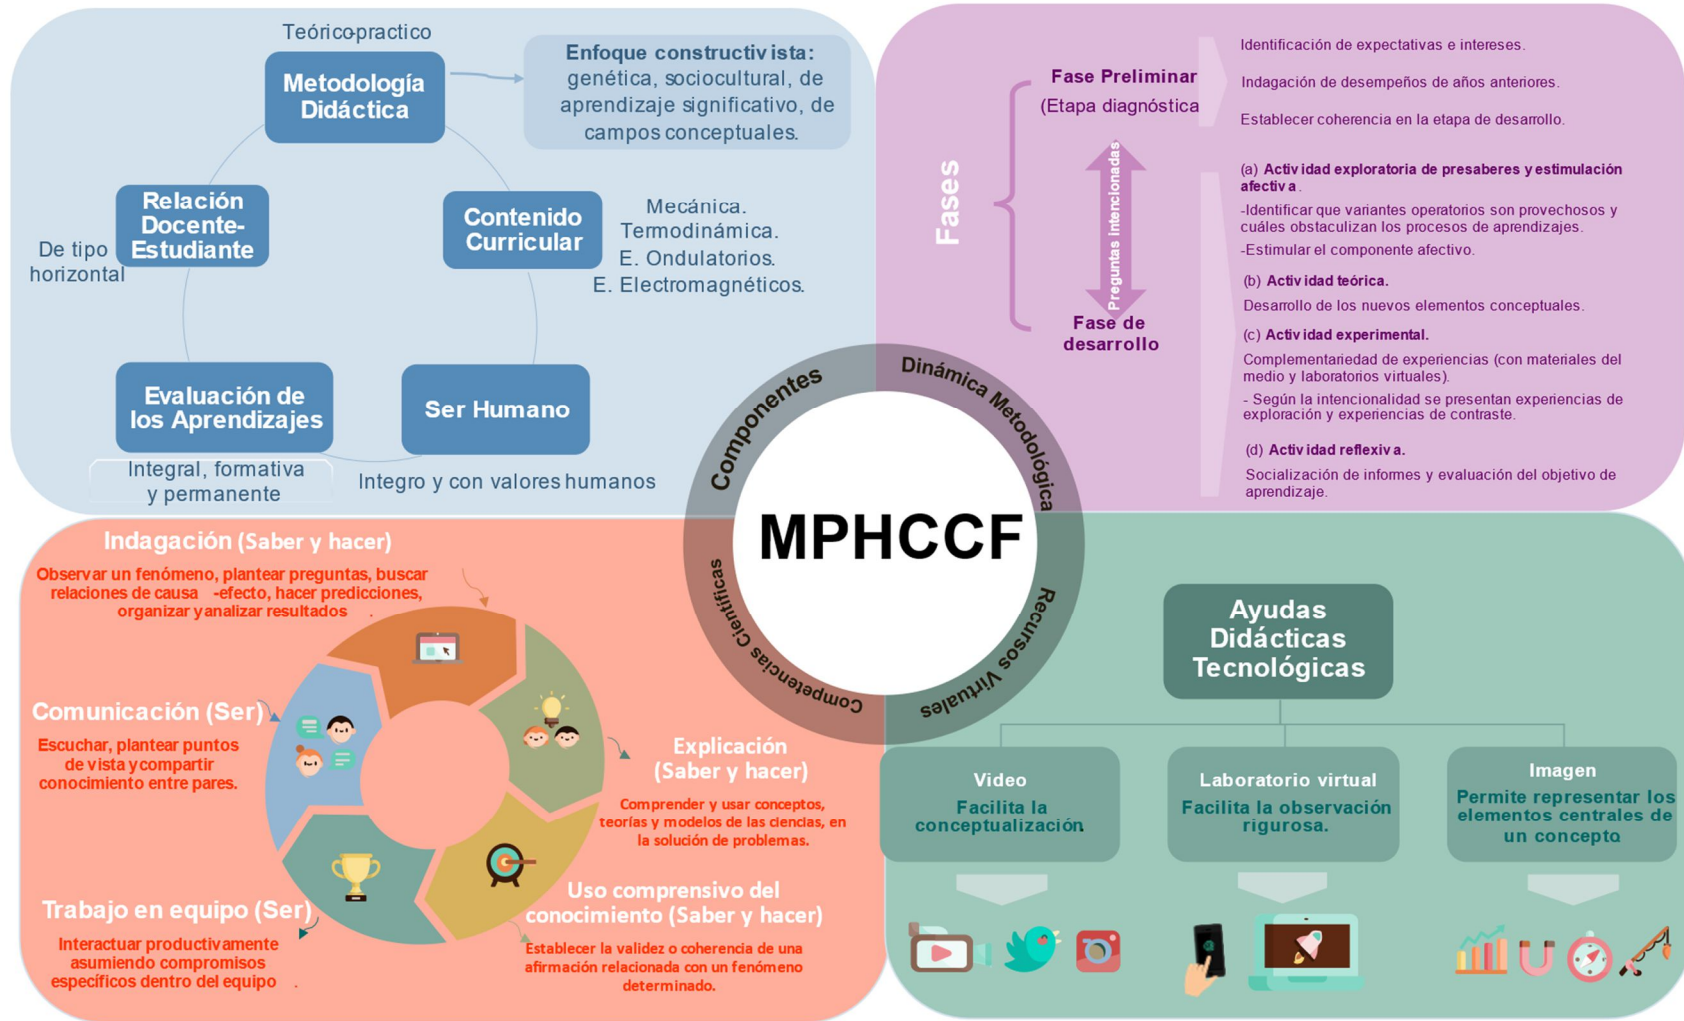 Teórico-practico
Metodología
Didáctica
Enfoque constructivista:
genética, sociocultural, de
aprendizaje significativo, de
campos conceptuales.
Relación
Docente-
Estudiante
De tipo
horizontal
Contenido
Curricular
Mecánica.
Termodinámica.
E. Ondulatorios.
E. Electromagnéticos.
Evaluación de
los Aprendizajes
Integral, formativa
y permanente
Ser Humano
Integro y con valores humanos
Fases
Fase Preliminar
(Etapa diagnóstica
Preguntas intencionadas
Fase de
desarrollo
Identificación de expectativas e intereses.
Indagación de desempeños de años anteriores.
Establecer coherencia en la etapa de desarrollo.
(a) Actividad exploratoria de presaberes y estimulación
afectiva.
-Identificar que variantes operatorios son provechosos y
cuáles obstaculizan los procesos de aprendizajes.
-Estimular el componente afectivo.
(b) Actividad teórica.
Desarrollo de los nuevos elementos conceptuales.
(c) Actividad experimental.
Complementariedad de experiencias (con materiales del
medio y laboratorios virtuales).
- Según la intencionalidad se presentan experiencias de
exploración y experiencias de contraste.
(d) Actividad reflexiva.
Socialización de informes y evaluación del objetivo de
aprendizaje.
Componentes
Dinámica Metodológica
MPHCCF
Competencias Científicas
Recursos Virtuales
Indagación (Saber y hacer)
Observar un fenómeno, plantear preguntas, buscar
relaciones de causa -efecto, hacer predicciones,
organizar y analizar resultados .
Comunicación (Ser)
Escuchar, plantear puntos
de vista y compartir
conocimiento entre pares.
Explicación
(Saber y hacer)
Comprender y usar conceptos,
teorías y modelos de las ciencias, en
la solución de problemas.
Trabajo en equipo (Ser)
Interactuar productivamente
asumiendo compromisos
específicos dentro del equipo .
Uso comprensivo del
conocimiento (Saber y hacer)
Establecer la validez o coherencia de una
afirmación relacionada con un fenómeno
determinado.
Ayudas
Didácticas
Tecnológicas
Video
Facilita la
conceptualización.
Laboratorio virtual
Facilita la observación
rigurosa.
Imagen
Permite representar los
elementos centrales de
un concepto.